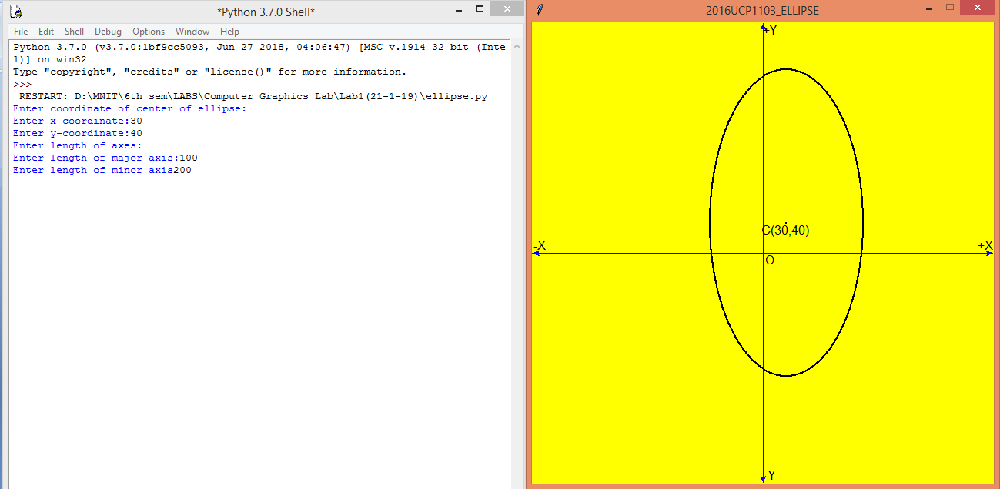 *Python 3.7.0 Shell*
File Edit Shell Debug Options Window Help
Python 3.7.0 (v3.7.0:1bf9cc5093, Jun 27 2018, 04:06:47) [MSC v.1914 32 bit (Inte
l)] on win32
Type "copyright", "credits" or "license()" for more information.
>>>
RESTART: D:\MNIT\6th sem\LABS\Computer Graphics Lab\Lab1(21-1-19)\ellipse.py
Enter coordinate of center of ellipse:
Enter x-coordinate:30
Enter y-coordinate:40
Enter length of axes:
Enter length of major axis:100
Enter length of minor axis200
2016UCP1103_ELLIPSE
+Y
C(30,40)
-X +X
O
-Y